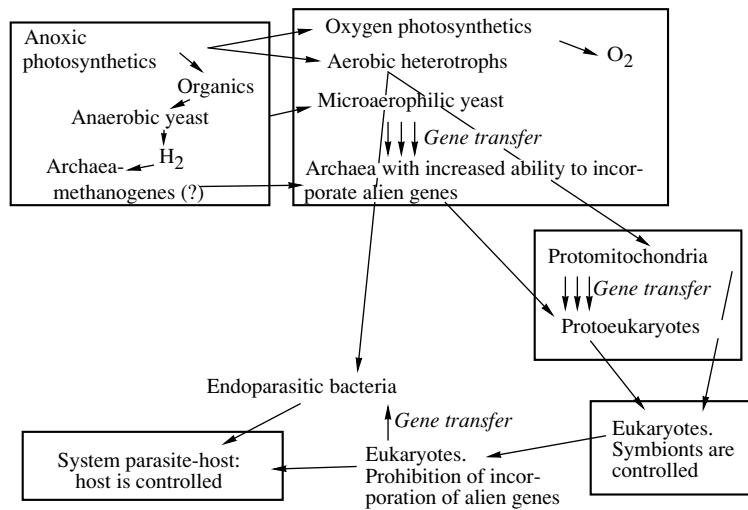 Anoxic
photosynthetics
Organics
Anaerobic yeast
H2
Archaea-
methanogenes (?)
Oxygen photosynthetics
O2
Aerobic heterotrophs
Microaerophilic yeast
Gene transfer
Archaea with increased ability to incor-
porate alien genes
Protomitochondria
Gene transfer
Protoeukaryotes
Endoparasitic bacteria
Gene transfer
Eukaryotes.
Symbionts are
controlled
System parasite-host:
host is controlled
Eukaryotes.
Prohibition of incor-
poration of alien genes